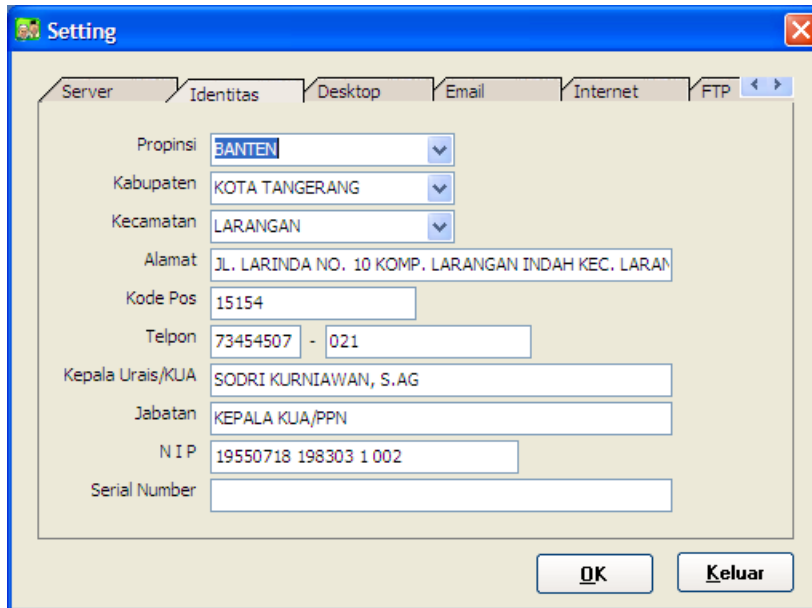 Setting
Server Identitas Desktop Email Internet FTP
Propinsi BANTEN
Kabupaten KOTA TANGERANG
Kecamatan LARANGAN
Alamat JL. LARINDA NO. 10 KOMP. LARANGAN INDAH KEC. LARAN
Kode Pos 15154
Telpon 73454507 - 021
Kepala Urais/KUA SODRI KURNIAWAN, S.AG
Jabatan KEPALA KUA/PPN
N I P 19550718 198303 1 002
Serial Number
OK Keluar